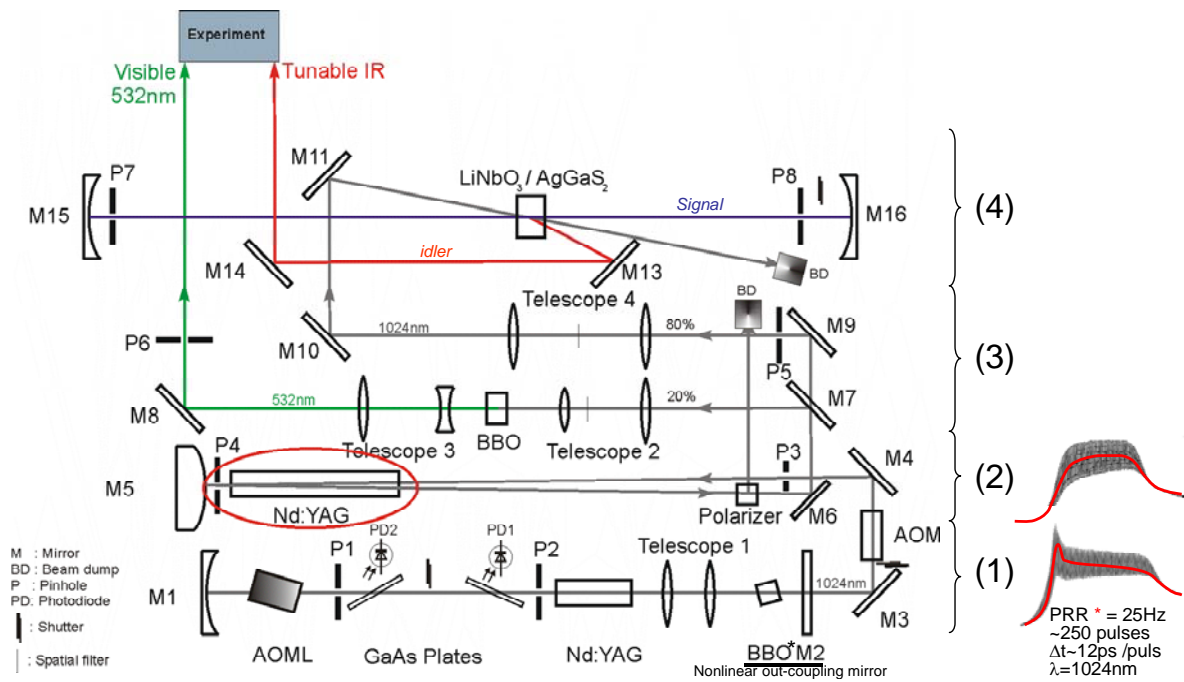 Experiment
Visible
532nm
Tunable IR
M11
P7
LiNbO3 / AgGaS2
P8
M15
Signal
M16
(4)
idler
M14
M13
BD
Telescope 4
BD
1024nm
80%
M9
P6
M10
P5
(3)
M8
532nm
20%
M7
Telescope 3
BBO
Telescope 2
P4
P3
M4
M5
(2)
Nd:YAG
Polarizer
M6
PD2
PD1
AOM
M : Mirror
BD : Beam dump
P : Pinhole
PD: Photodiode
: Shutter
: Spatial filter
P1
P2
Telescope 1
M1
1024nm
(1)
M3
AOML
GaAs Plates
Nd:YAG
BBO*M2
Nonlinear out-coupling mirror
PRR * = 25Hz
~250 pulses
Δt~12ps /puls
λ=1024nm